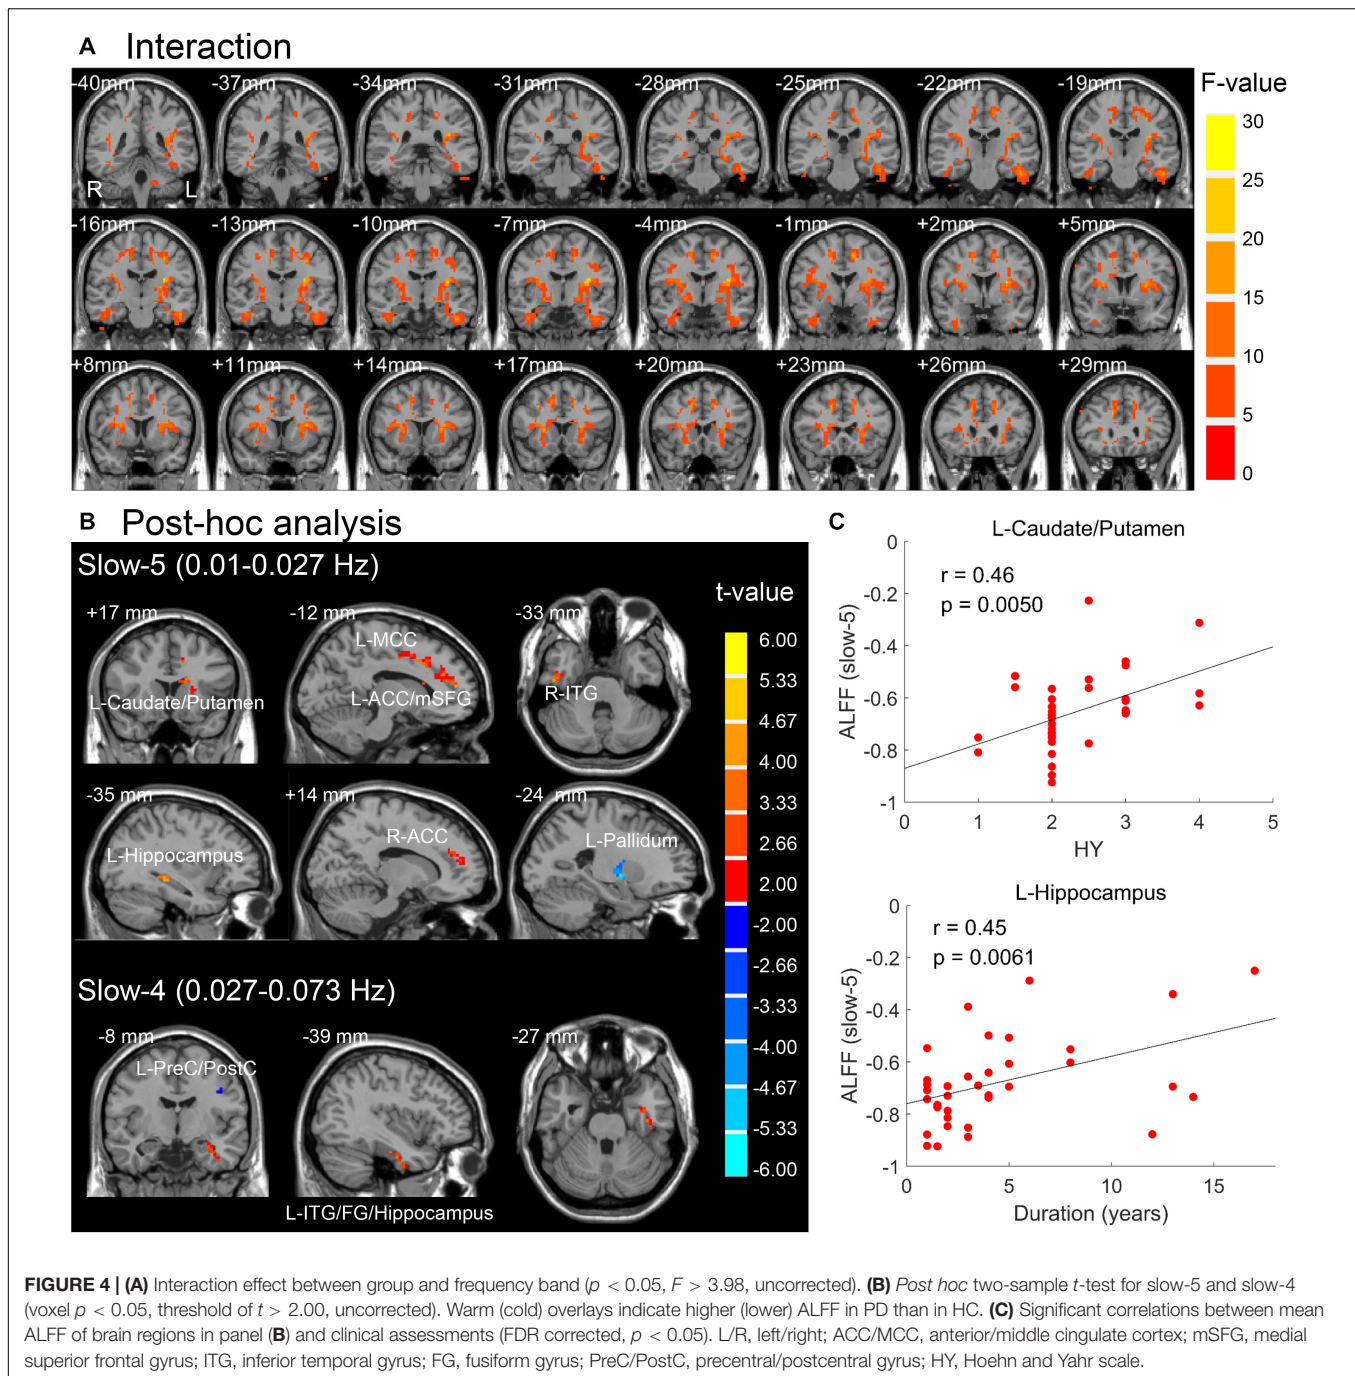 A Interaction
-40mm -37mm -34mm -31mm -28mm -25mm -22mm -19mm
R L
-16mm -13mm -10mm -7mm -4mm -1mm +2mm +5mm
+8mm +11mm +14mm +17mm +20mm +23mm +26mm +29mm
F-value
30
25
20
15
10
5
0
B Post-hoc analysis
Slow-5 (0.01-0.027 Hz)
+17 mm -12 mm -33 mm
L-Caudate/Putamen
L-MCC
L-ACC/mSFG
R-ITG
-35 mm +14 mm -24 mm
L-Hippocampus
R-ACC
L-Pallidum
Slow-4 (0.027-0.073 Hz)
-8 mm -39 mm -27 mm
L-PreC/PostC
L-ITG/FG/Hippocampus
t-value
6.00
5.33
4.67
4.00
3.33
2.66
2.00
-2.00
-2.66
-3.33
-4.00
-4.67
-5.33
-6.00
C
L-Caudate/Putamen
r = 0.46
p = 0.0050
ALFF (slow-5)
0
-0.2
-0.4
-0.6
-0.8
-1
0 1 2 3 4 5
HY
L-Hippocampus
r = 0.45
p = 0.0061
ALFF (slow-5)
0
-0.2
-0.4
-0.6
-0.8
-1
0 5 10 15
Duration (years)
FIGURE 4 | (A) Interaction effect between group and frequency band (p < 0.05, F > 3.98, uncorrected). (B) Post hoc two-sample t-test for slow-5 and slow-4
(voxel p < 0.05, threshold of t > 2.00, uncorrected). Warm (cold) overlays indicate higher (lower) ALFF in PD than in HC. (C) Significant correlations between mean
ALFF of brain regions in panel (B) and clinical assessments (FDR corrected, p < 0.05). L/R, left/right; ACC/MCC, anterior/middle cingulate cortex; mSFG, medial
superior frontal gyrus; ITG, inferior temporal gyrus; FG, fusiform gyrus; PreC/PostC, precentral/postcentral gyrus; HY, Hoehn and Yahr scale.